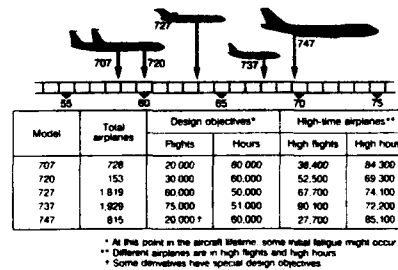 727
747
707 720
737
55 60 65 70 75
Model Total airplanes Design objectives* High-time airplanes**
Flights Hours High flights High hour
707 728 20 000 60 000 36,400 84 300
720 153 30 000 60,000 52,500 69 300
727 1 819 60,000 50,000 67,700 74,100
737 1,929 75,000 51 000 90 100 72,200
747 815 20 000 † 60,000 27,700 85,100
* At this point in the aircraft lifetime, some initial fatigue might occur
** Different airplanes are in high flights and high hours
† Some derivatives have special design objectives